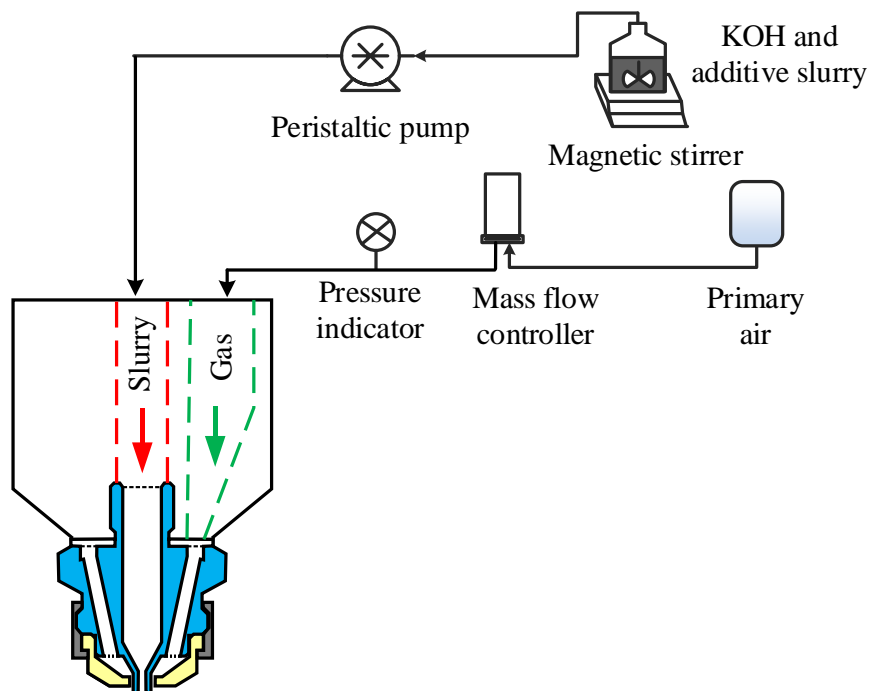 KOH and
additive slurry
Peristaltic pump
Magnetic stirrer
Pressure
indicator
Mass flow
controller
Primary
air
Slurry
Gas